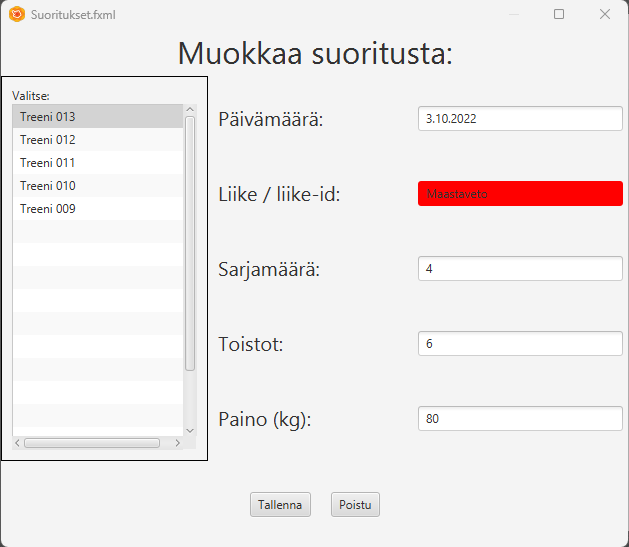 Suoritukset.fxml
Muokkaa suoritusta:
Valitse:
Treeni 013
Treeni 012
Treeni 011
Treeni 010
Treeni 009
Päivämäärä:
3.10.2022
Liike / liike-id:
Maastaveto
Sarjamäärä:
4
Toistot:
6
Paino (kg):
80
Tallenna
Poistu